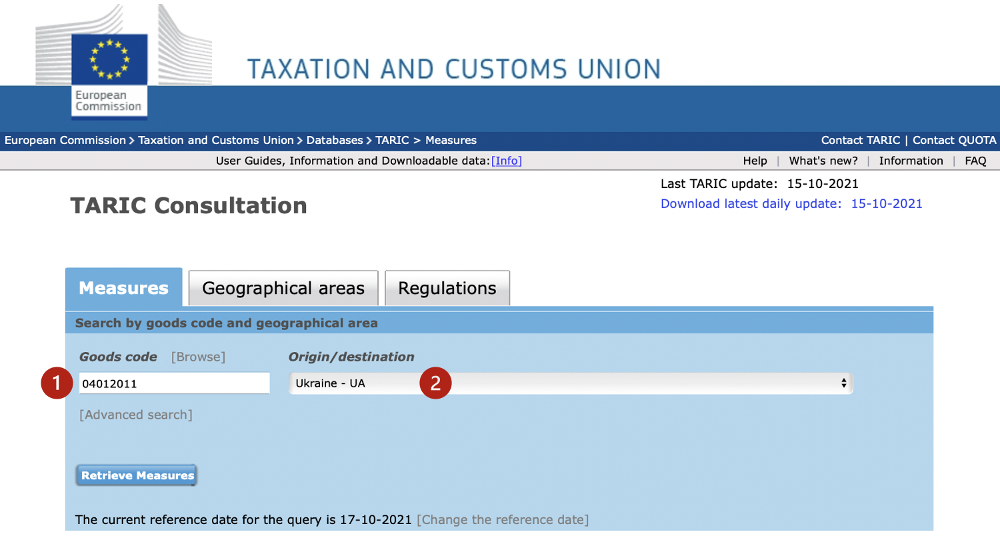 TAXATION AND CUSTOMS UNION
European
Commission
European Commission > Taxation and Customs Union > Databases > TARIC > Measures Contact TARIC | Contact QUOTA
User Guides, Information and Downloadable data:[Info] Help | What's new? | Information | FAQ
Last TARIC update: 15-10-2021
TARIC Consultation
Download latest daily update: 15-10-2021
Measures Geographical areas Regulations
Search by goods code and geographical area
Goods code [Browse] Origin/destination
1 04012011 Ukraine - UA 2
[Advanced search]
Retrieve Measures
The current reference date for the query is 17-10-2021 [Change the reference date]